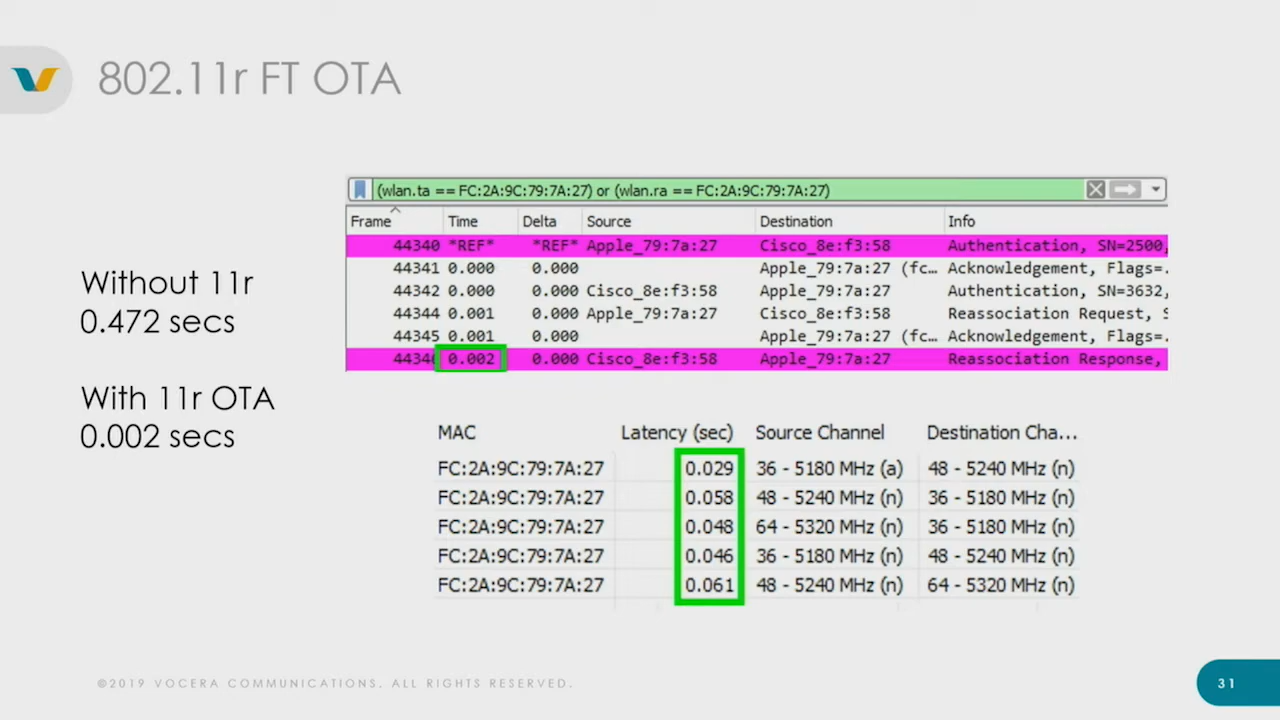 802.11r FT OTA
Without 11r
0.472 secs
With 11r OTA
0.002 secs
(wlan.ta == FC:2A:9C:79:7A:27) or (wlan.ra == FC:2A:9C:79:7A:27)
Frame Time Delta Source Destination Info
44340 *REF* *REF* Apple_79:7a:27 Cisco_8e:f3:58 Authentication, SN=2500,
44341 0.000 0.000 Apple_79:7a:27 (fc… Acknowledgement, Flags=.
44342 0.000 0.000 Cisco_8e:f3:58 Apple_79:7a:27 Authentication, SN=3632,
44344 0.001 0.000 Apple_79:7a:27 Cisco_8e:f3:58 Reassociation Request, S
44345 0.001 0.000 Apple_79:7a:27 (fc… Acknowledgement, Flags=.
44346 0.002 0.000 Cisco_8e:f3:58 Apple_79:7a:27 Reassociation Response,
MAC Latency (sec) Source Channel Destination Cha...
FC:2A:9C:79:7A:27 0.029 36 - 5180 MHz (a) 48 - 5240 MHz (n)
FC:2A:9C:79:7A:27 0.058 48 - 5240 MHz (n) 36 - 5180 MHz (n)
FC:2A:9C:79:7A:27 0.048 64 - 5320 MHz (n) 36 - 5180 MHz (n)
FC:2A:9C:79:7A:27 0.046 36 - 5180 MHz (n) 48 - 5240 MHz (n)
FC:2A:9C:79:7A:27 0.061 48 - 5240 MHz (n) 64 - 5320 MHz (n)
©2019 VOCERA COMMUNICATIONS. ALL RIGHTS RESERVED.
31